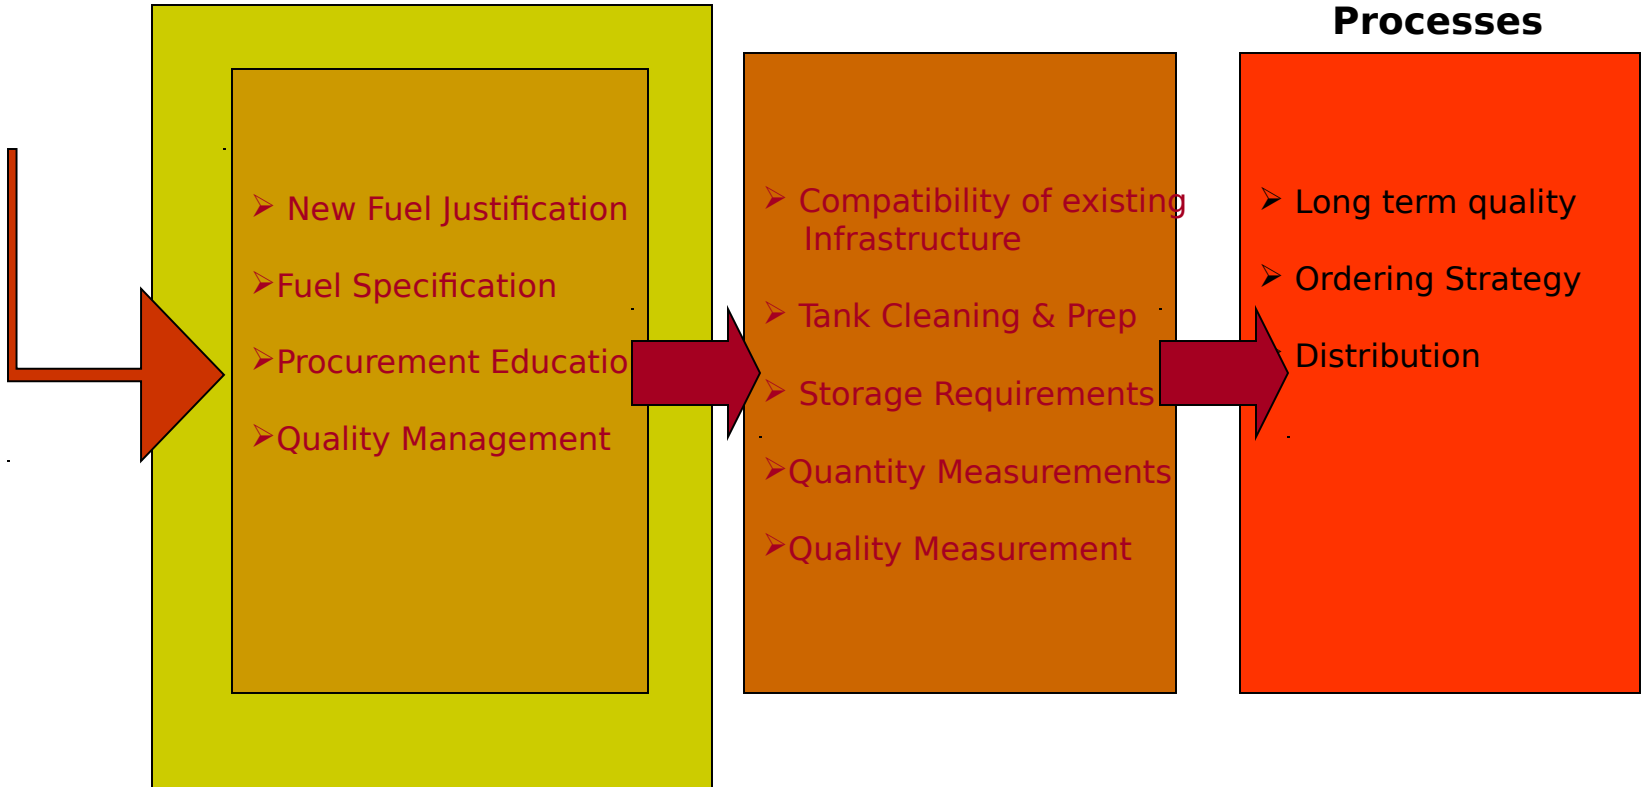 Processes
➢ New Fuel Justification
➢Fuel Specification
➢Procurement Educatio
➢Quality Management
➢ Compatibility of existing
Infrastructure
➢ Tank Cleaning & Prep
➢ Storage Requirements
➢Quantity Measurements
➢Quality Measurement
➢ Long term quality
➢ Ordering Strategy
➢ Distribution